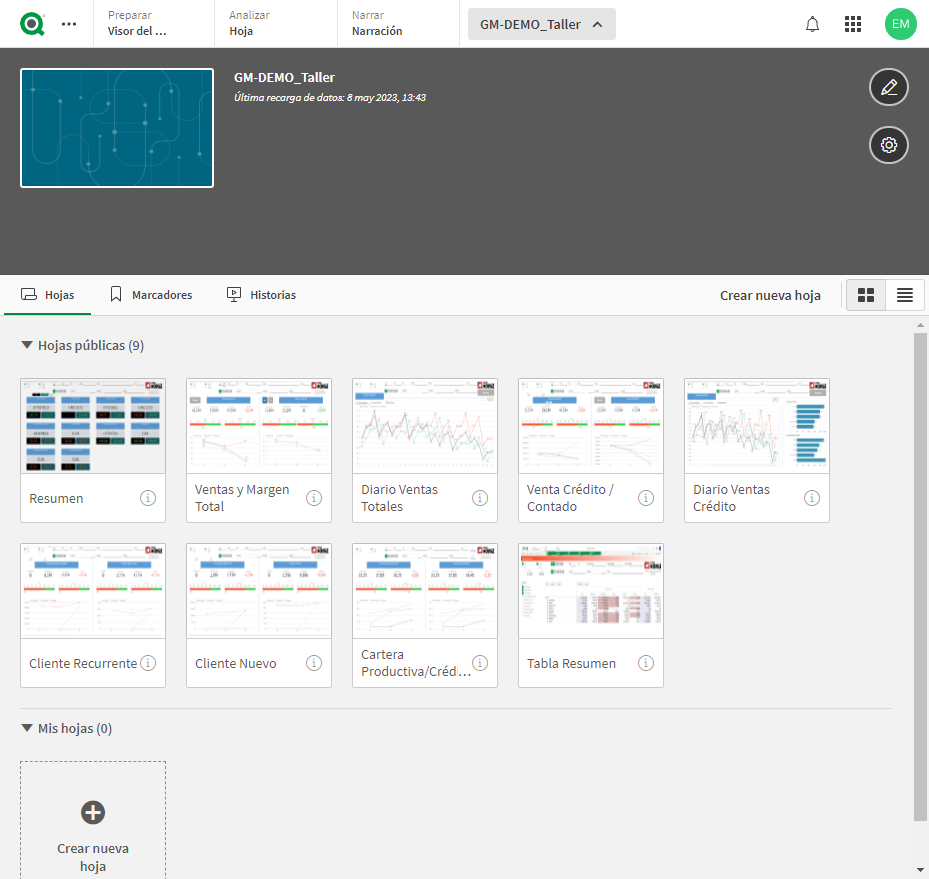 Preparar
Visor del ...
Analizar
Hoja
Narrar
Narración
GM-DEMO_Taller
EM
GM-DEMO_Taller
Última recarga de datos: 8 may 2023, 13:43
Hojas
Marcadores
Historias
Crear nueva hoja
Hojas públicas (9)
Resumen
Ventas y Margen
Total
Diario Ventas
Totales
Venta Crédito /
Contado
Diario Ventas
Crédito
Cliente Recurrente
Cliente Nuevo
Cartera
Productiva/Crédi...
Tabla Resumen
Mis hojas (0)
Crear nueva
hoja